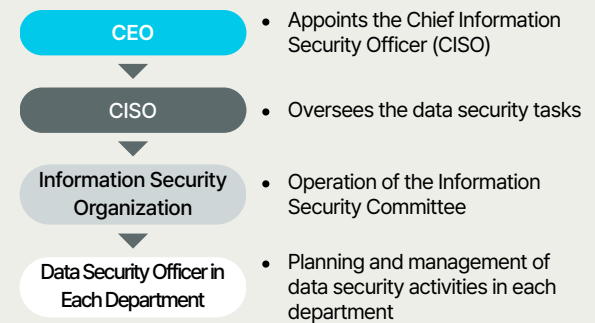 CEO
• Appoints the Chief Information
Security Officer (CISO)
CISO
• Oversees the data security tasks
Information Security
Organization
• Operation of the Information
Security Committee
Data Security Officer in
Each Department
• Planning and management of
data security activities in each
department